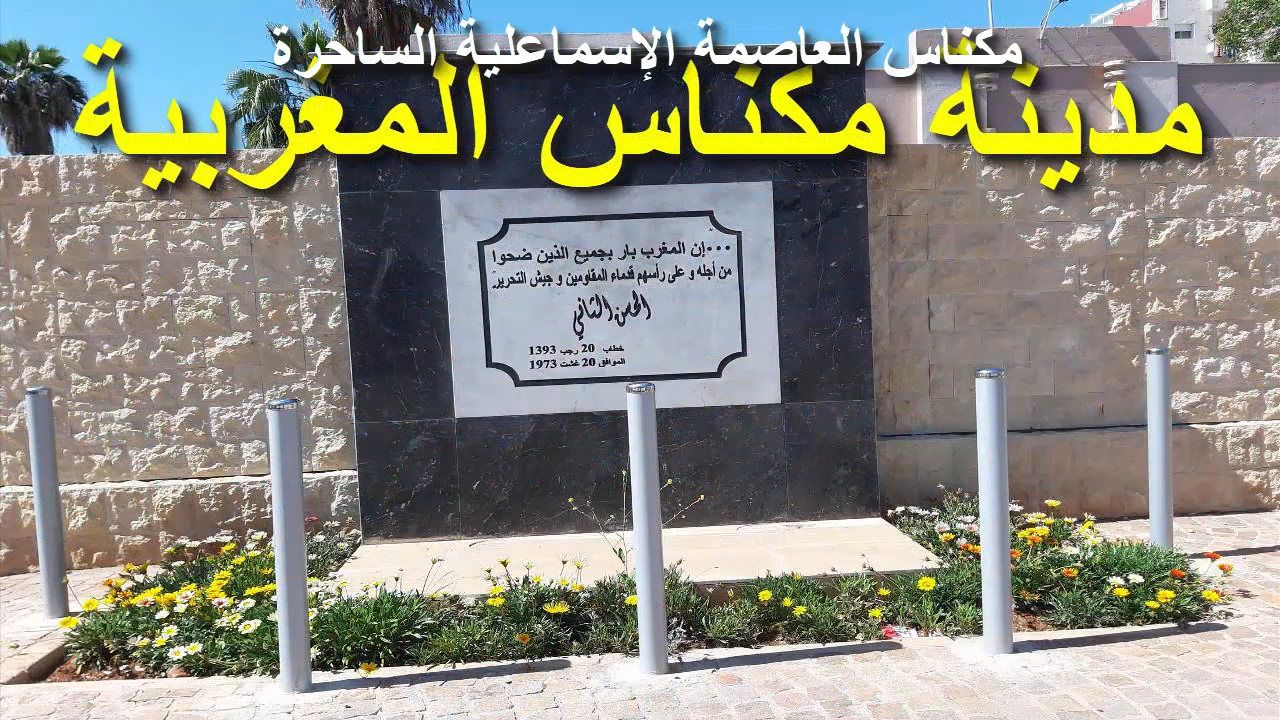 مكناس العاصمة الإسماعلية الساحرة
مدينة مكناس المغربية
...إن المغرب بار بجميع الذين ضحوا
من أجله و على رأسهم قدماء المقاومين و جيش التحرير"
الحسن الثاني
خطاب 20 رجب 1393
الموافق 20 غشت 1973